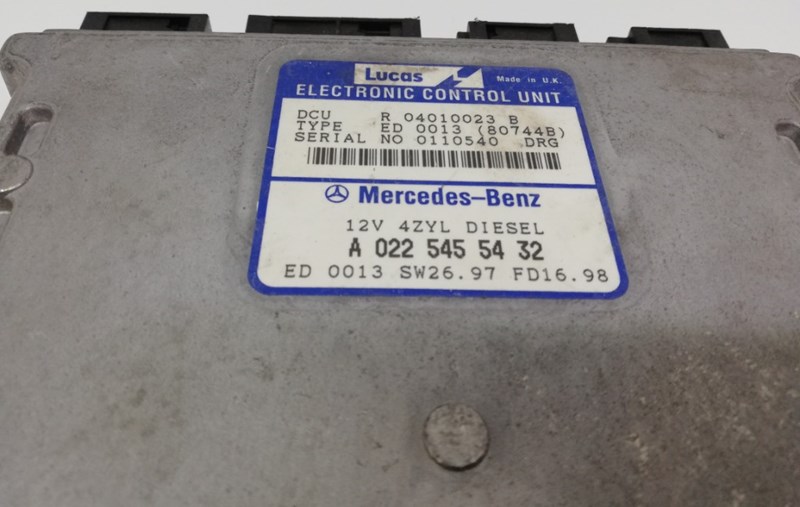 Lucas Made in U.K.
ELECTRONIC CONTROL UNIT
DCU R 04010023 B
TYPE ED 0013 (80744B)
SERIAL NO 0110540 DRG
Mercedes-Benz
12V 4ZYL DIESEL
A 022 545 54 32
ED 0013 SW26.97 FD16.98